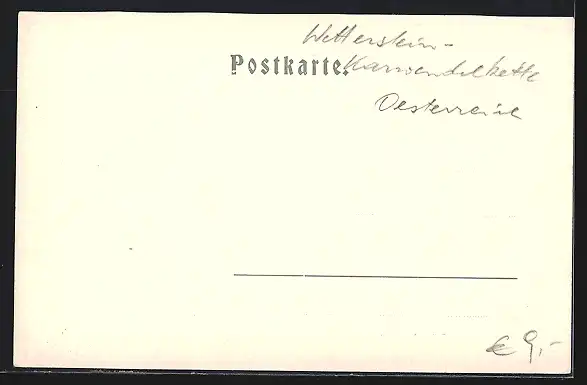 Wetterstein-
Postkarte. Karwendelkette
Oesterreich
€ 9,-